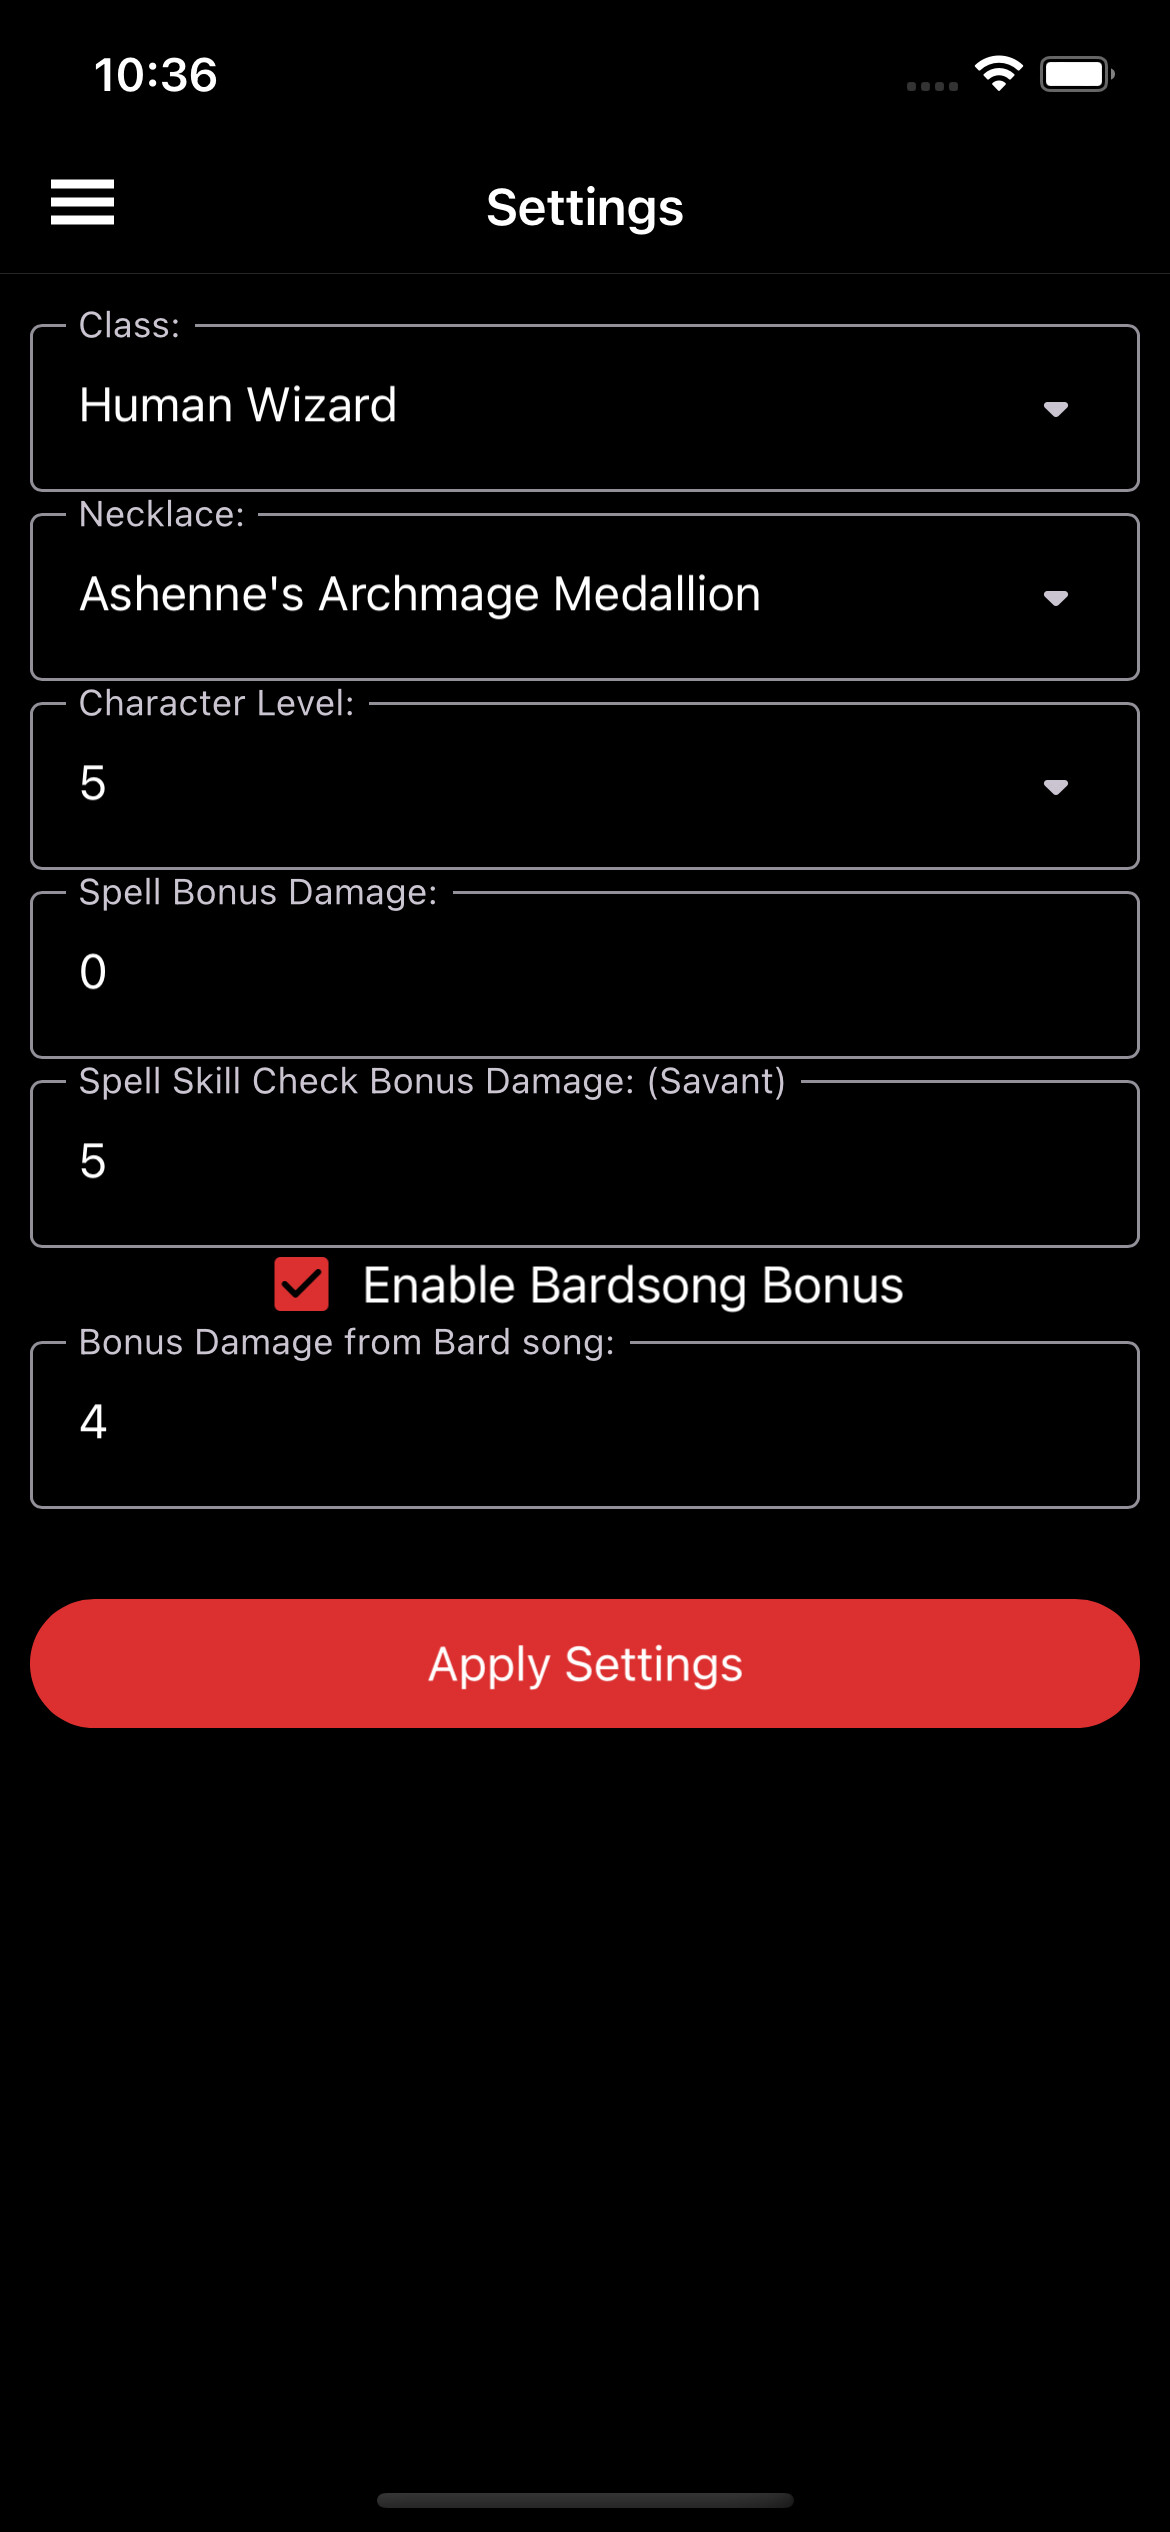 10:36
Settings
Class:
Human Wizard
Necklace:
Ashenne's Archmage Medallion
Character Level:
5
Spell Bonus Damage:
0
Spell Skill Check Bonus Damage: (Savant)
5
Enable Bardsong Bonus
Bonus Damage from Bard song:
4
Apply Settings